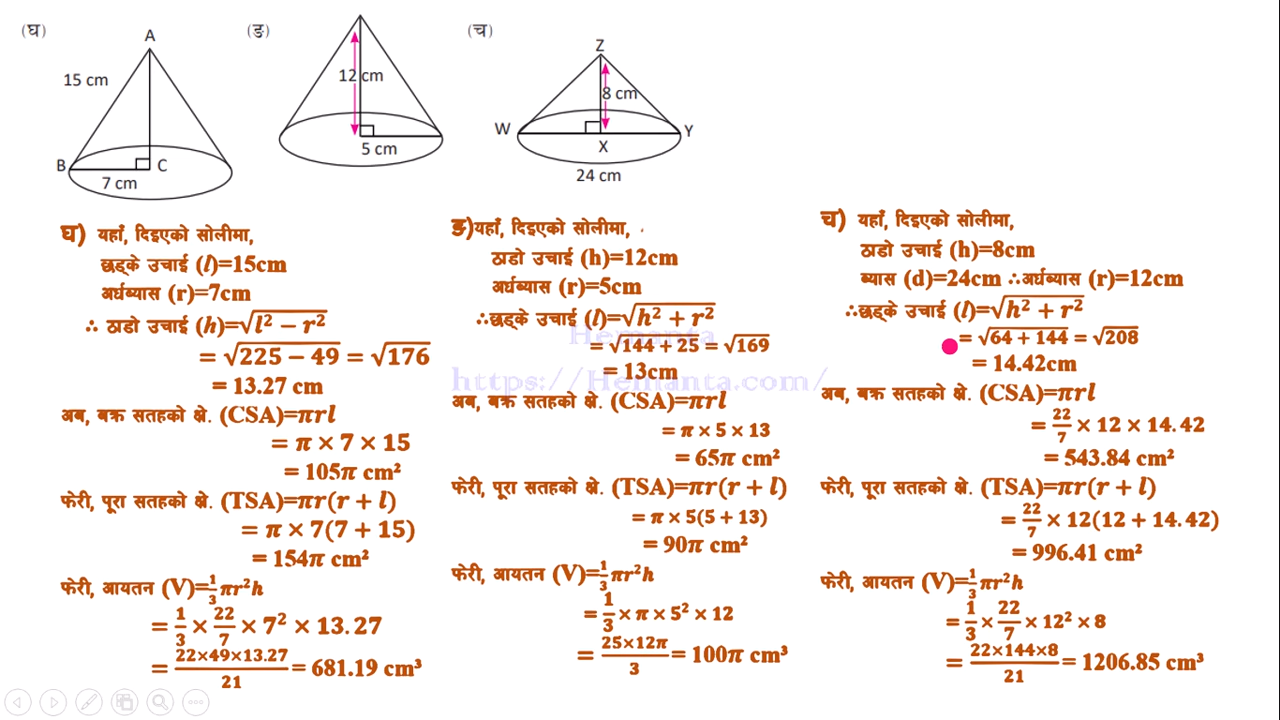 (घ)
A
15 cm
B
C
7 cm
(ङ)
12 cm
5 cm
(च)
Z
8 cm
W
Y
X
24 cm
घ) यहाँ, दिइएको सोलीमा,
छड्के उचाई (l)=15cm
अर्धब्यास (r)=7cm
∴ ठाडो उचाई (h)=√(l² − r²)
= √(225 − 49) = √176
= 13.27 cm
अब, बक्र सतहको क्षे. (CSA)=πrl
= π × 7 × 15
= 105π cm²
फेरी, पूरा सतहको क्षे. (TSA)=πr(r + l)
= π × 7(7 + 15)
= 154π cm²
फेरी, आयतन (V)=1/3 πr²h
= 1/3 × 22/7 × 7² × 13.27
= 22×49×13.27/21 = 681.19 cm³
ङ)यहाँ, दिइएको सोलीमा,
ठाडो उचाई (h)=12cm
अर्धब्यास (r)=5cm
∴छड्के उचाई (l)=√(h² + r²)
= √(144 + 25) = √169
= 13cm
अब, बक्र सतहको क्षे. (CSA)=πrl
= π × 5 × 13
= 65π cm²
फेरी, पूरा सतहको क्षे. (TSA)=πr(r + l)
= π × 5(5 + 13)
= 90π cm²
फेरी, आयतन (V)=1/3 πr²h
= 1/3 × π × 5² × 12
= 25×12π/3 = 100π cm³
च) यहाँ, दिइएको सोलीमा,
ठाडो उचाई (h)=8cm
ब्यास (d)=24cm ∴अर्धब्यास (r)=12cm
∴छड्के उचाई (l)=√(h² + r²)
= √(64 + 144) = √208
= 14.42cm
अब, बक्र सतहको क्षे. (CSA)=πrl
= 22/7 × 12 × 14.42
= 543.84 cm²
फेरी, पूरा सतहको क्षे. (TSA)=πr(r + l)
= 22/7 × 12(12 + 14.42)
= 996.41 cm²
फेरी, आयतन (V)=1/3 πr²h
= 1/3 × 22/7 × 12² × 8
= 22×144×8/21 = 1206.85 cm³
Hemanta
https://Hemanta.com/